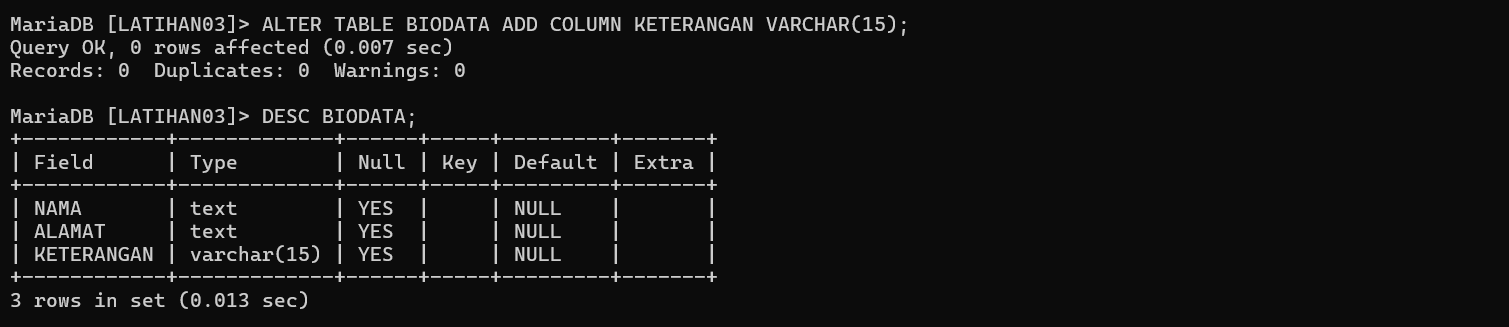 MariaDB [LATIHAN03]> ALTER TABLE BIODATA ADD COLUMN KETERANGAN VARCHAR(15);
Query OK, 0 rows affected (0.007 sec)
Records: 0  Duplicates: 0  Warnings: 0

MariaDB [LATIHAN03]> DESC BIODATA;
+------------+-------------+------+-----+---------+-------+
| Field      | Type        | Null | Key | Default | Extra |
+------------+-------------+------+-----+---------+-------+
| NAMA       | text        | YES  |     | NULL    |       |
| ALAMAT     | text        | YES  |     | NULL    |       |
| KETERANGAN | varchar(15) | YES  |     | NULL    |       |
+------------+-------------+------+-----+---------+-------+
3 rows in set (0.013 sec)